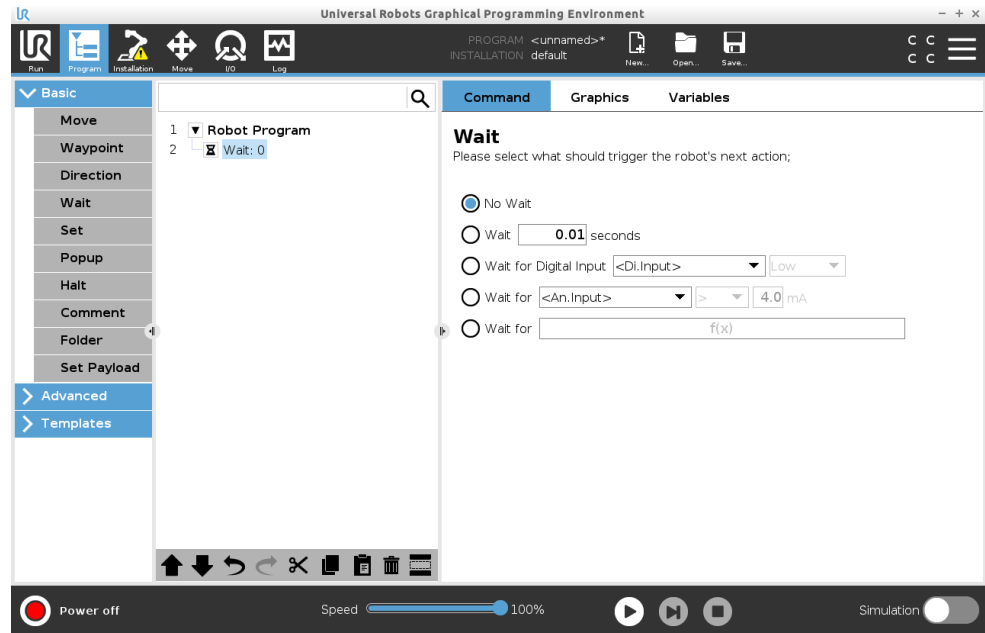 UR Universal Robots Graphical Programming Environment - + ×
UR PROGRAM <unnamed>* C C
INSTALLATION default C C
Run Program Installation Move I/O Log New... Open... Save...
Basic
Move
Waypoint
Direction
Wait
Set
Popup
Halt
Comment
Folder
Set Payload
Advanced
Templates
1 Robot Program
2 Wait: 0
Command Graphics Variables
Wait
Please select what should trigger the robot's next action;
No Wait
Wait 0.01 seconds
Wait for Digital Input <Di.Input> Low
Wait for <An.Input> > 4.0 mA
Wait for f(x)
Power off Speed 100% Simulation